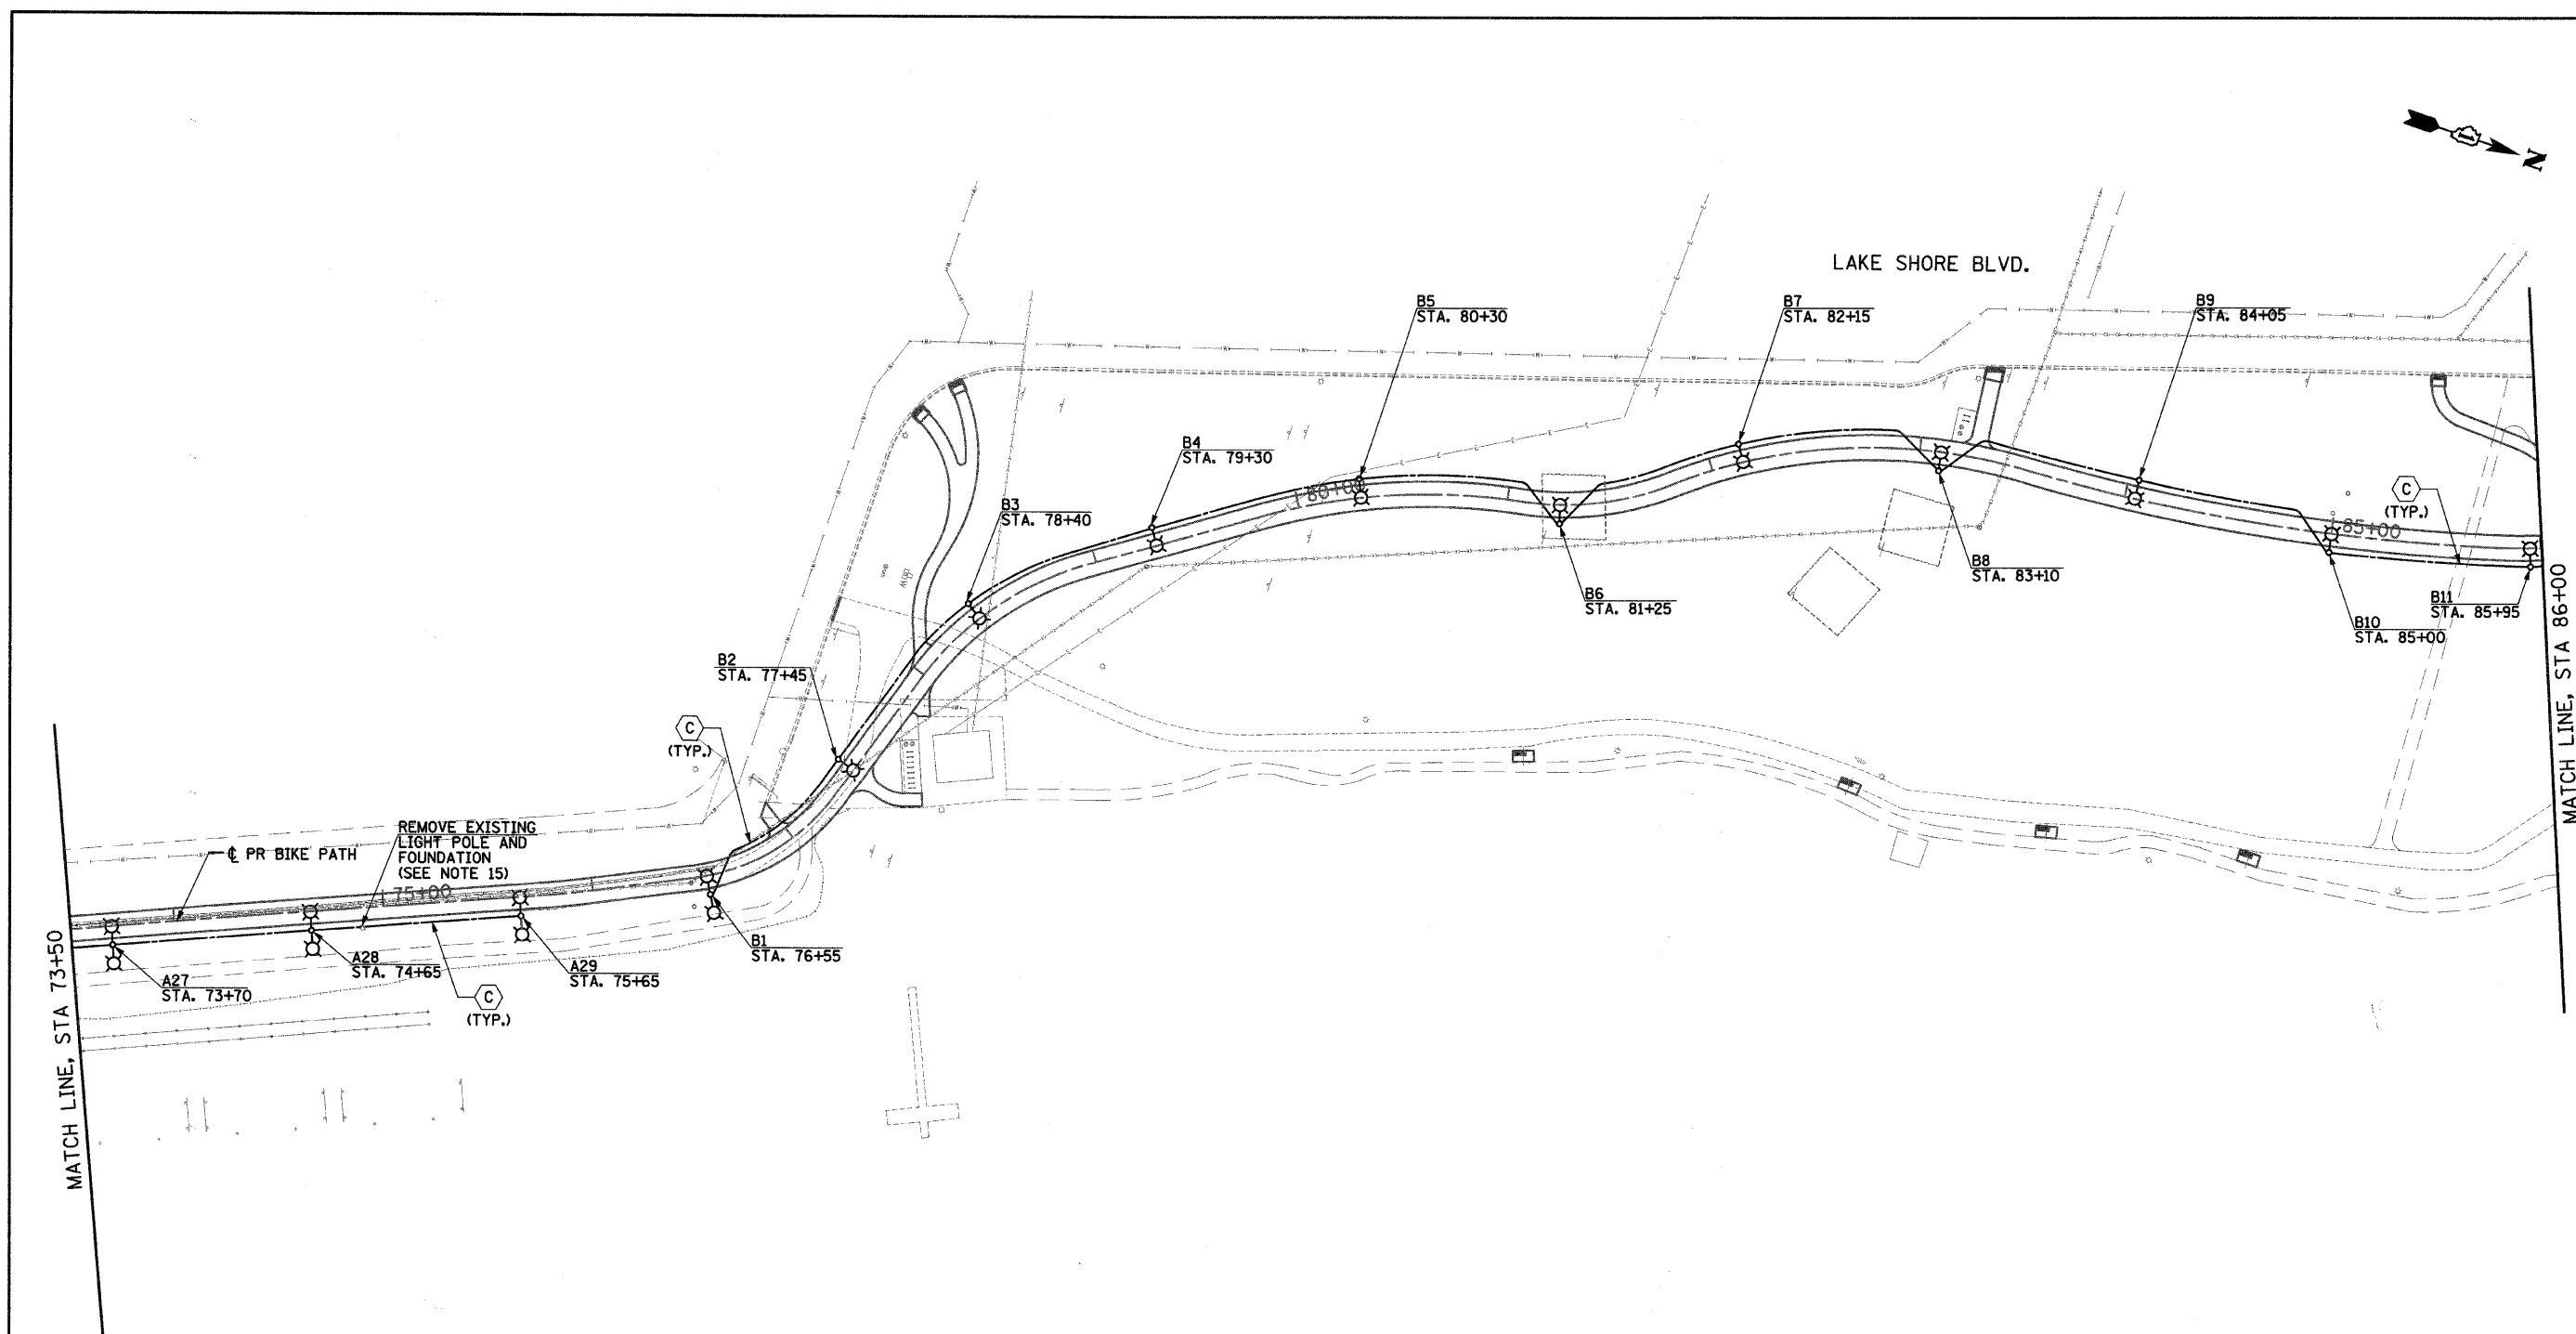 N
LAKE SHORE BLVD.
B5
STA. 80+30
B7
STA. 82+15
B9
STA. 84+05
B4
STA. 79+30
80+00
C
(TYP.)
B3
STA. 78+40
85+00
B8
STA. 83+10
B6
STA. 81+25
B11
STA. 85+95
B10
STA. 85+00
MATCH LINE, STA 86+00
B2
STA. 77+45
C
(TYP.)
REMOVE EXISTING
LIGHT POLE AND
FOUNDATION
(SEE NOTE 15)
℄ PR BIKE PATH
75+00
B1
STA. 76+55
A28
STA. 74+65
A29
STA. 75+65
A27
STA. 73+70
C
(TYP.)
MATCH LINE, STA 73+50